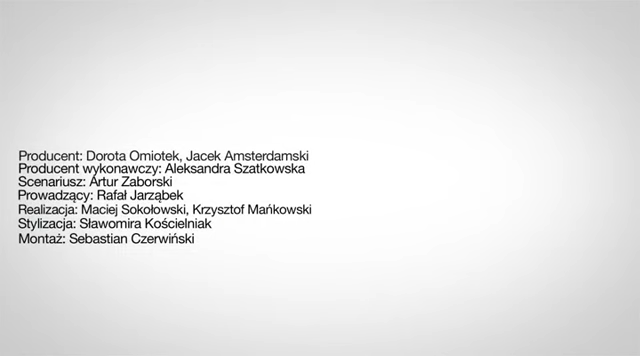 Producent: Dorota Omiotek, Jacek Amsterdamski
Producent wykonawczy: Aleksandra Szatkowska
Scenariusz: Artur Zaborski
Prowadzący: Rafał Jarząbek
Realizacja: Maciej Sokołowski, Krzysztof Mańkowski
Stylizacja: Sławomira Kościelniak
Montaż: Sebastian Czerwiński